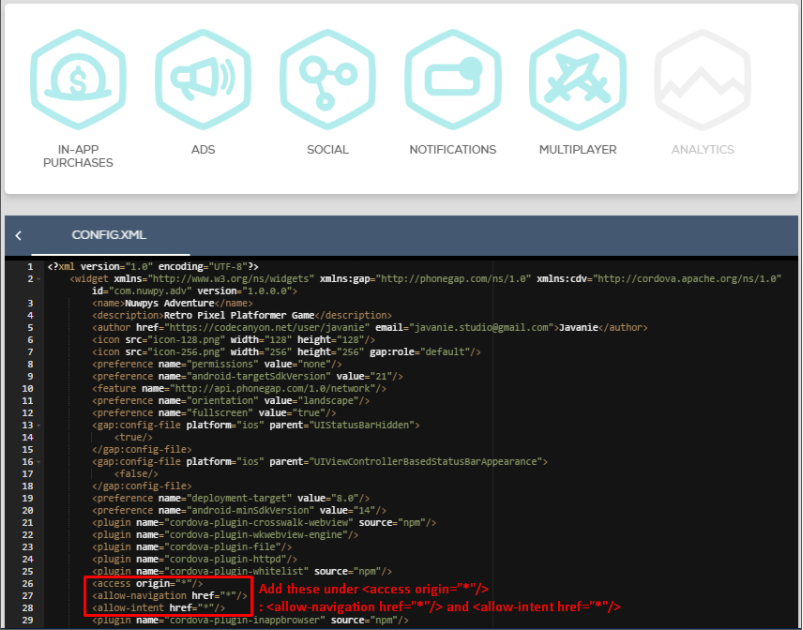 IN-APP
PURCHASES
ADS
SOCIAL
NOTIFICATIONS
MULTIPLAYER
ANALYTICS
CONFIG.XML
1 <?xml version="1.0" encoding="UTF-8"?>
2 <widget xmlns="http://www.w3.org/ns/widgets" xmlns:gap="http://phonegap.com/ns/1.0" xmlns:cdv="http://cordova.apache.org/ns/1.0"
id="com.nuwpy.adv" version="1.0.0.0">
3 <name>Nuwpys Adventure</name>
4 <description>Retro Pixel Platformer Game</description>
5 <author href="https://codecanyon.net/user/javanie" email="javanie.studio@gmail.com">Javanie</author>
6 <icon src="icon-128.png" width="128" height="128"/>
7 <icon src="icon-256.png" width="256" height="256" gap:role="default"/>
8 <preference name="permissions" value="none"/>
9 <preference name="android-targetSdkVersion" value="21"/>
10 <feature name="http://api.phonegap.com/1.0/network"/>
11 <preference name="orientation" value="landscape"/>
12 <preference name="fullscreen" value="true"/>
13 <gap:config-file platform="ios" parent="UIStatusBarHidden">
14 <true/>
15 </gap:config-file>
16 <gap:config-file platform="ios" parent="UIViewControllerBasedStatusBarAppearance">
17 <false/>
18 </gap:config-file>
19 <preference name="deployment-target" value="8.0"/>
20 <preference name="android-minSdkVersion" value="14"/>
21 <plugin name="cordova-plugin-crosswalk-webview" source="npm"/>
22 <plugin name="cordova-plugin-wkwebview-engine"/>
23 <plugin name="cordova-plugin-file"/>
24 <plugin name="cordova-plugin-httpd"/>
25 <plugin name="cordova-plugin-whitelist" source="npm"/>
26 <access origin="*"/>
27 <allow-navigation href="*"/>
28 <allow-intent href="*"/>
Add these under <access origin="*"/>
: <allow-navigation href="*"/> and <allow-intent href="*"/>
29 <plugin name="cordova-plugin-inappbrowser" source="npm"/>